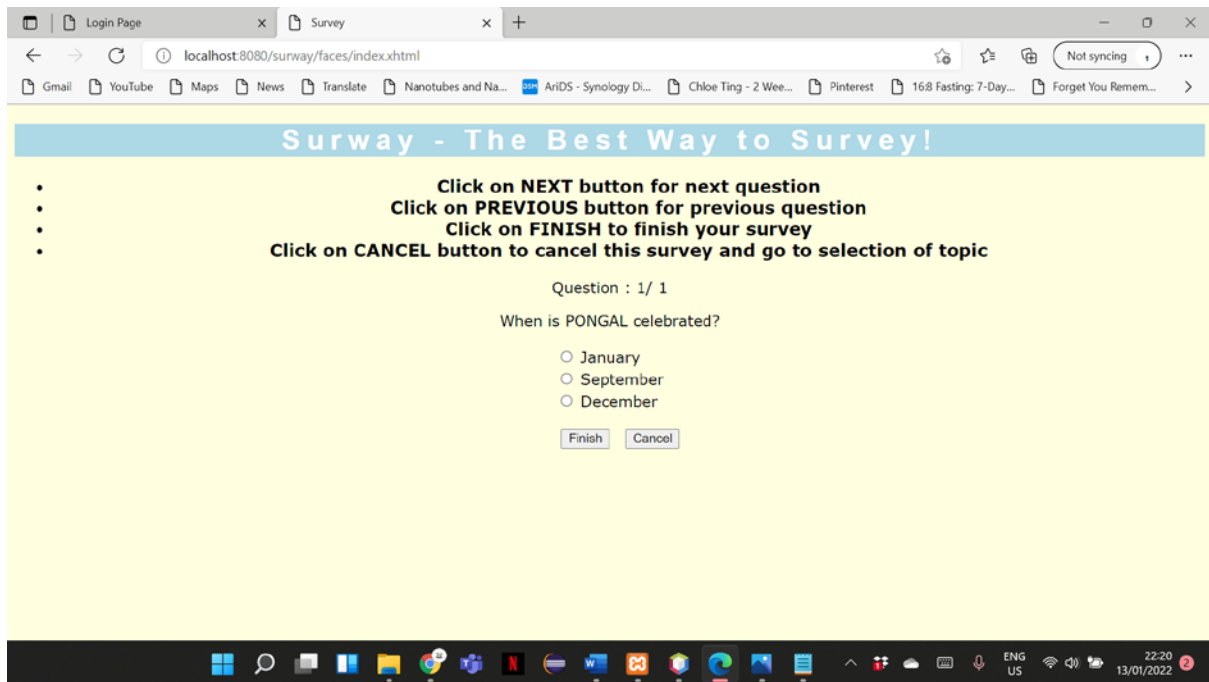 Login Page
Survey
localhost:8080/surway/faces/index.xhtml
Not syncing
Gmail YouTube Maps News Translate Nanotubes and Na... AriDS - Synology Di... Chloe Ting - 2 Wee... Pinterest 16:8 Fasting: 7-Day... Forget You Remem...
Surway - The Best Way to Survey!
Click on NEXT button for next question
Click on PREVIOUS button for previous question
Click on FINISH to finish your survey
Click on CANCEL button to cancel this survey and go to selection of topic
Question : 1/ 1
When is PONGAL celebrated?
January
September
December
Finish Cancel
ENG
US
22:20
13/01/2022
2